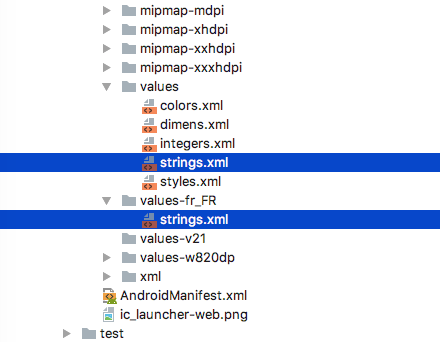 mipmap-mdpi
mipmap-xhdpi
mipmap-xxhdpi
mipmap-xxxhdpi
values
colors.xml
dimens.xml
integers.xml
strings.xml
styles.xml
values-fr_FR
strings.xml
values-v21
values-w820dp
xml
AndroidManifest.xml
ic_launcher-web.png
test